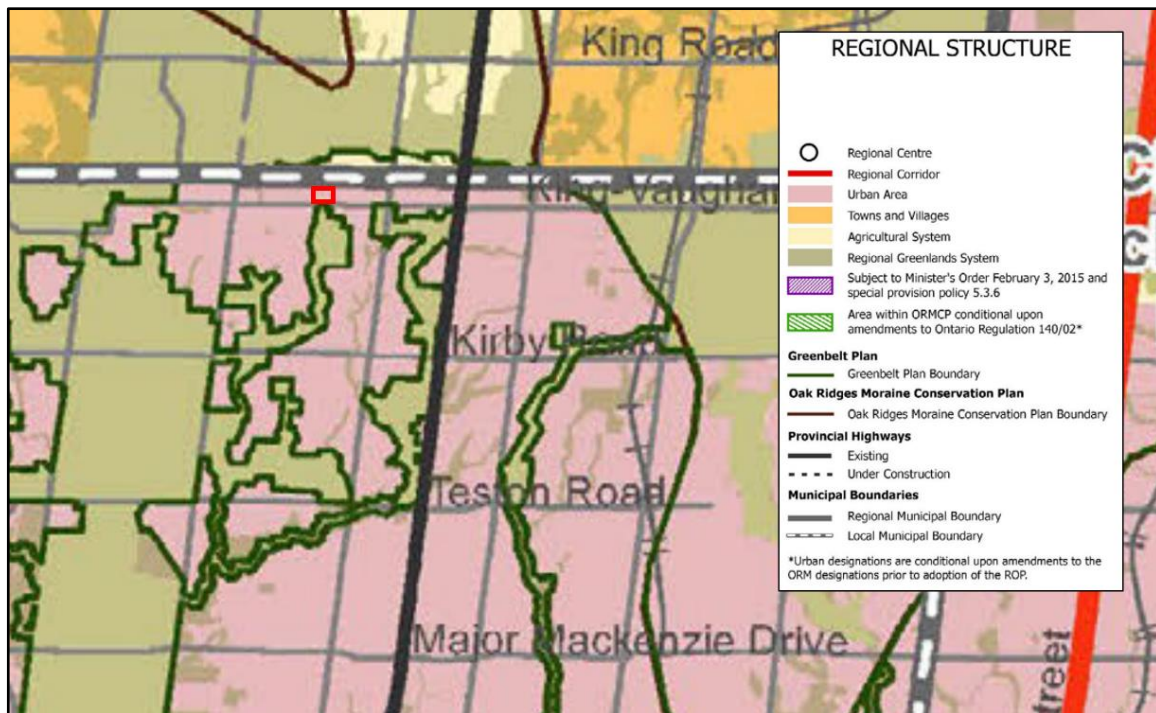 King Road
King-Vaughan
Kirby Road
Teston Road
Major Mackenzie Drive
REGIONAL STRUCTURE
Regional Centre
Regional Corridor
Urban Area
Towns and Villages
Agricultural System
Regional Greenlands System
Subject to Minister's Order February 3, 2015 and
special provision policy 5.3.6
Area within ORMCP conditional upon
amendments to Ontario Regulation 140/02*
Greenbelt Plan
Greenbelt Plan Boundary
Oak Ridges Moraine Conservation Plan
Oak Ridges Moraine Conservation Plan Boundary
Provincial Highways
Existing
Under Construction
Municipal Boundaries
Regional Municipal Boundary
Local Municipal Boundary
*Urban designations are conditional upon amendments to the
ORM designations prior to adoption of the ROP.
treet